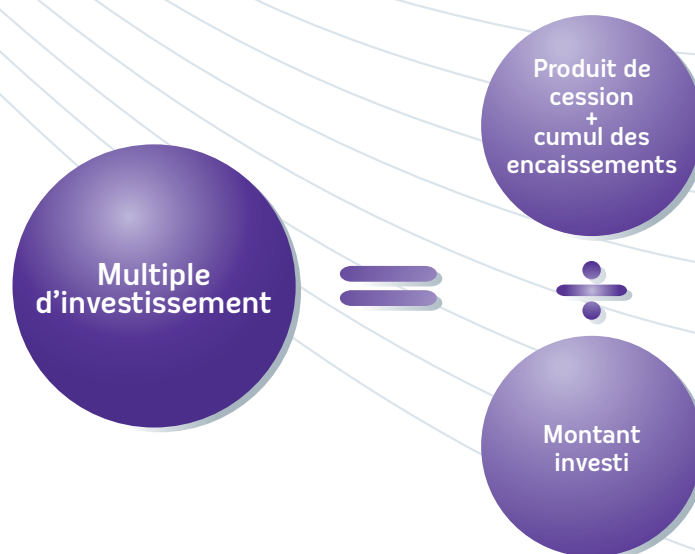 Multiple
d'investissement
=
Produit de
cession
+
cumul des
encaissements
÷
Montant
investi